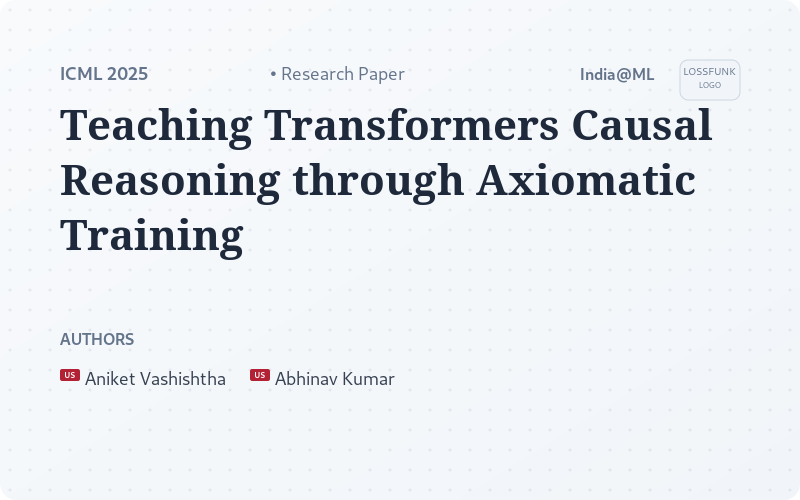 ICML 2025 • Research Paper India@ML
LOSSFUNK
LOGO
Teaching Transformers Causal
Reasoning through Axiomatic
Training
AUTHORS
US Aniket Vashishtha US Abhinav Kumar